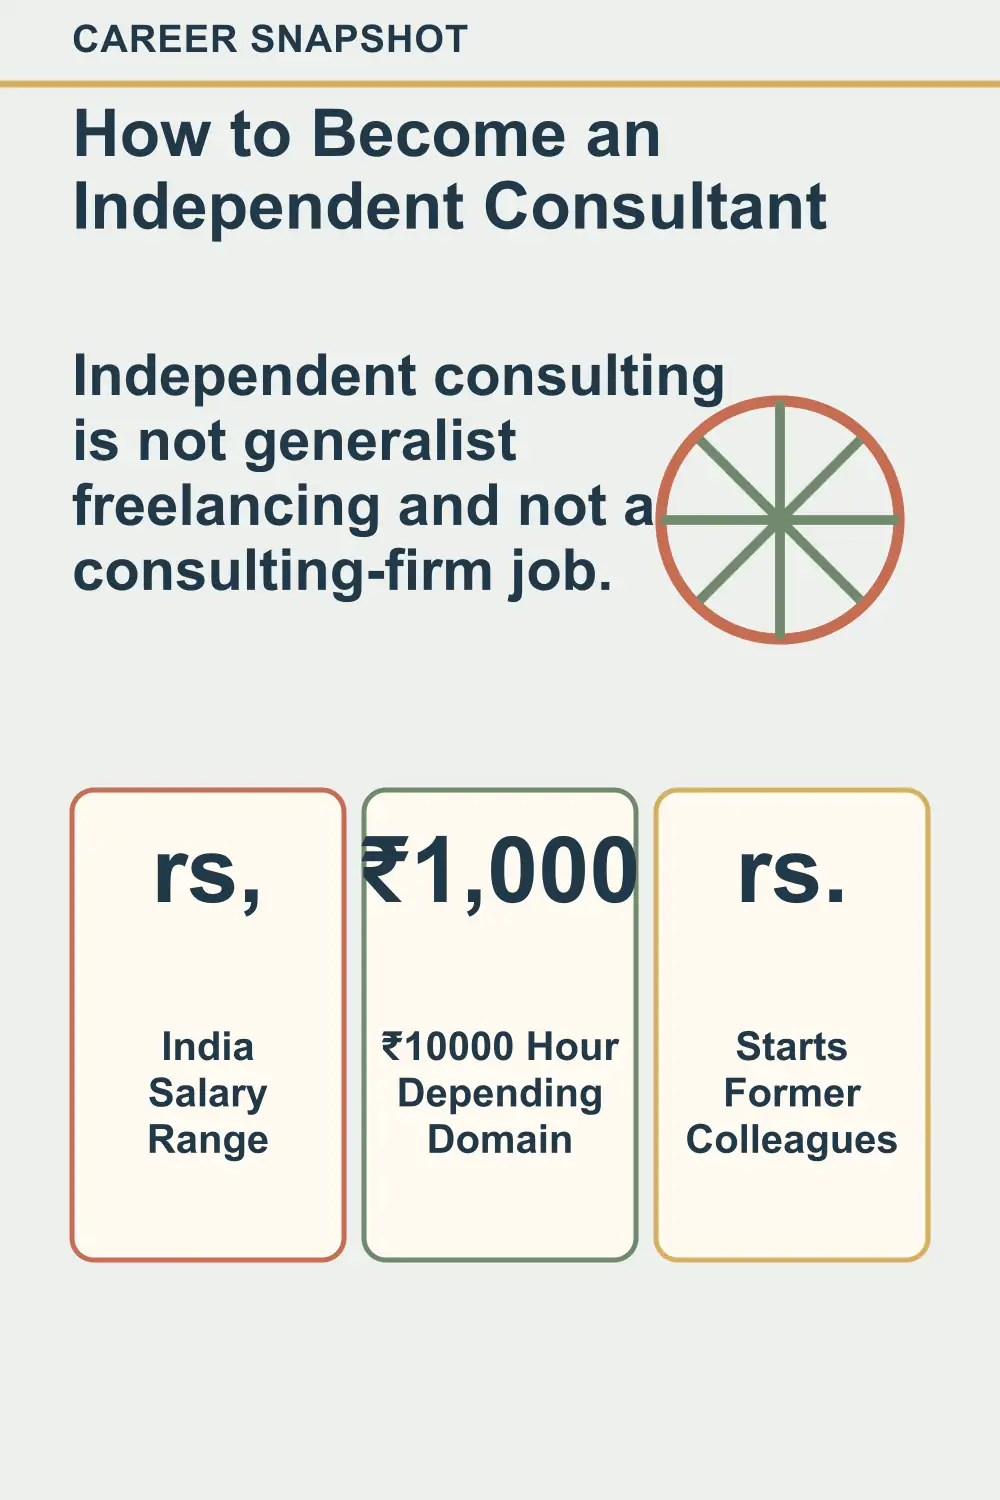 CAREER SNAPSHOT
How to Become an
Independent Consultant
Independent consulting
is not generalist
freelancing and not a
consulting-firm job.
rs,
India
Salary
Range
₹1,000
₹10000 Hour
Depending
Domain
rs.
Starts
Former
Colleagues